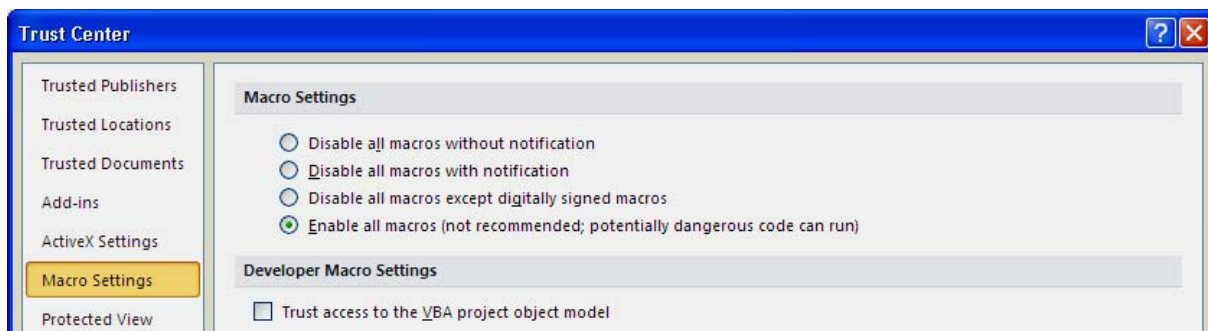 Trust Center
Trusted Publishers
Trusted Locations
Trusted Documents
Add-ins
ActiveX Settings
Macro Settings
Protected View
Macro Settings
Disable all macros without notification
Disable all macros with notification
Disable all macros except digitally signed macros
Enable all macros (not recommended; potentially dangerous code can run)
Developer Macro Settings
Trust access to the VBA project object model